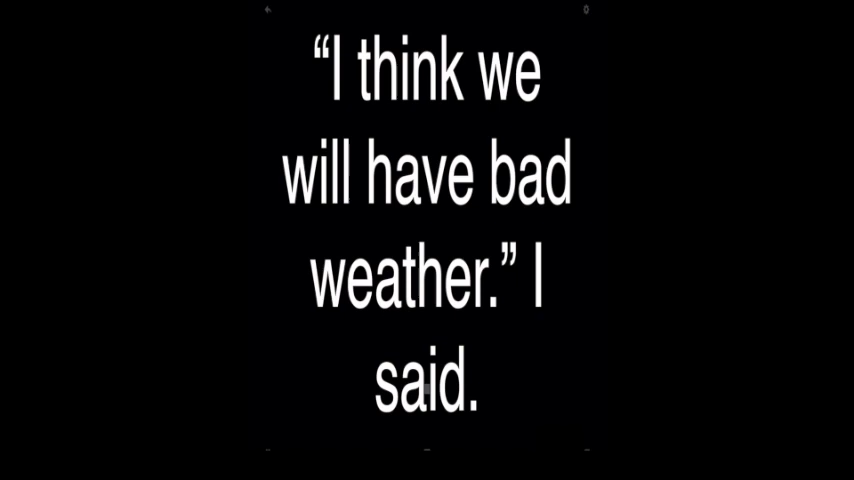 “I think we
will have bad
weather.” I
said.